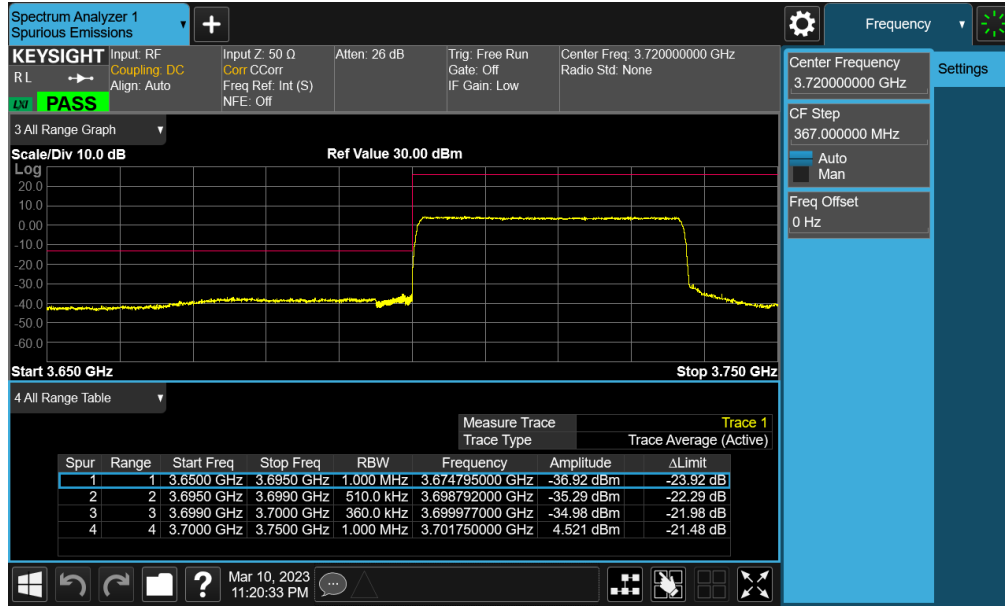 Spectrum Analyzer 1
Spurious Emissions
+
Frequency
KEYSIGHT
Input: RF
Coupling: DC
Align: Auto
Input Z: 50 Ω
Corr CCorr
Freq Ref: Int (S)
NFE: Off
Atten: 26 dB
Trig: Free Run
Gate: Off
IF Gain: Low
Center Freq: 3.720000000 GHz
Radio Std: None
R L
LXI
PASS
Center Frequency
3.720000000 GHz
Settings
CF Step
367.000000 MHz
Auto
Man
Freq Offset
0 Hz
3 All Range Graph
Scale/Div 10.0 dB
Ref Value 30.00 dBm
Log
20.0
10.0
0.00
-10.0
-20.0
-30.0
-40.0
-50.0
-60.0
Start 3.650 GHz
Stop 3.750 GHz
4 All Range Table
Measure Trace Trace 1
Trace Type Trace Average (Active)
Spur Range Start Freq Stop Freq RBW Frequency Amplitude ΔLimit
1 1 3.6500 GHz 3.6950 GHz 1.000 MHz 3.674795000 GHz -36.92 dBm -23.92 dB
2 2 3.6950 GHz 3.6990 GHz 510.0 kHz 3.698792000 GHz -35.29 dBm -22.29 dB
3 3 3.6990 GHz 3.7000 GHz 360.0 kHz 3.699977000 GHz -34.98 dBm -21.98 dB
4 4 3.7000 GHz 3.7500 GHz 1.000 MHz 3.701750000 GHz 4.521 dBm -21.48 dB
?
Mar 10, 2023
11:20:33 PM